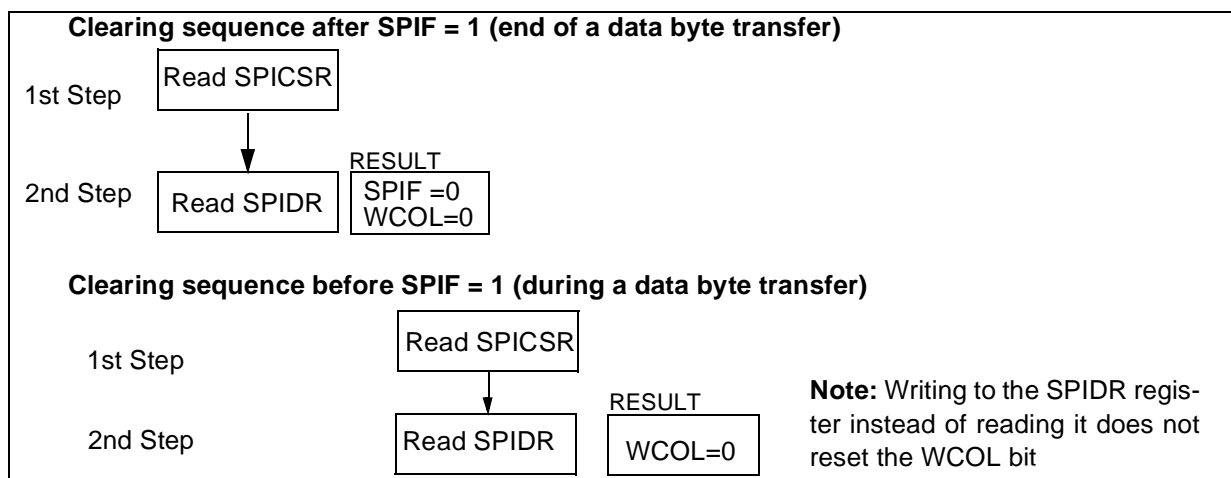 Clearing sequence after SPIF = 1 (end of a data byte transfer)
1st Step
Read SPICSR
2nd Step
Read SPIDR
RESULT
SPIF =0
WCOL=0
Clearing sequence before SPIF = 1 (during a data byte transfer)
1st Step
Read SPICSR
2nd Step
Read SPIDR
RESULT
WCOL=0
Note: Writing to the SPIDR regis-
ter instead of reading it does not
reset the WCOL bit